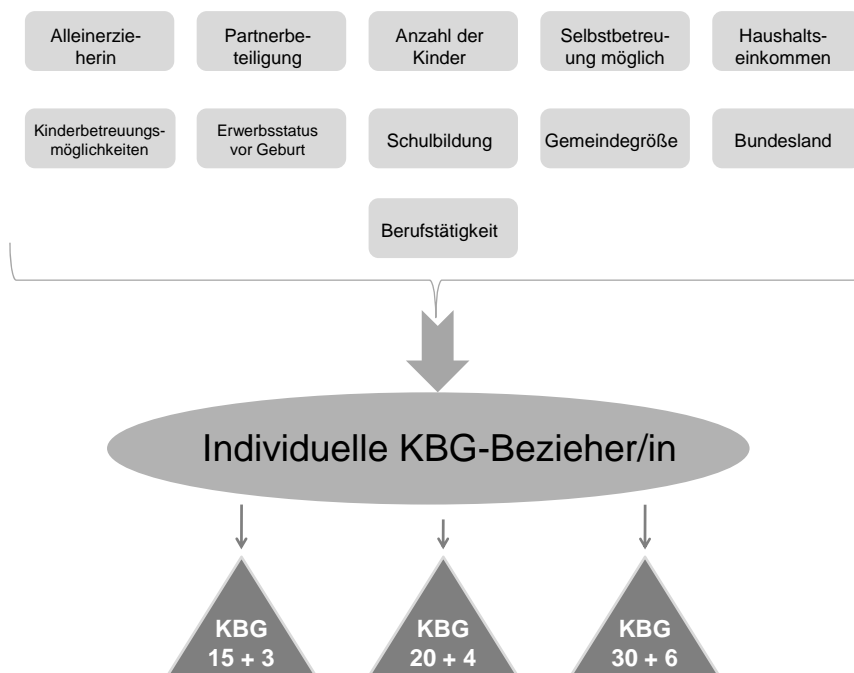 Alleinerzie-
herin
Partnerbe-
teiligung
Anzahl der
Kinder
Selbstbetreu-
ung möglich
Haushalts-
einkommen
Kinderbetreuungs-
möglichkeiten
Erwerbsstatus
vor Geburt
Schulbildung
Gemeindegröße
Bundesland
Berufstätigkeit
Individuelle KBG-Bezieher/in
KBG
15 + 3
KBG
20 + 4
KBG
30 + 6